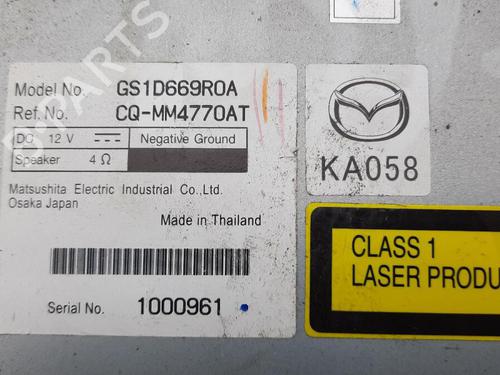 Model No. GS1D669R0A
Ref. No. CQ-MM4770AT
DC 12 V Negative Ground
Speaker 4 Ω
Matsushita Electric Industrial Co.,Ltd.
Osaka Japan
Made in Thailand
Serial No. 1000961
KA058
CLASS 1
LASER PRODU
B-PARTS